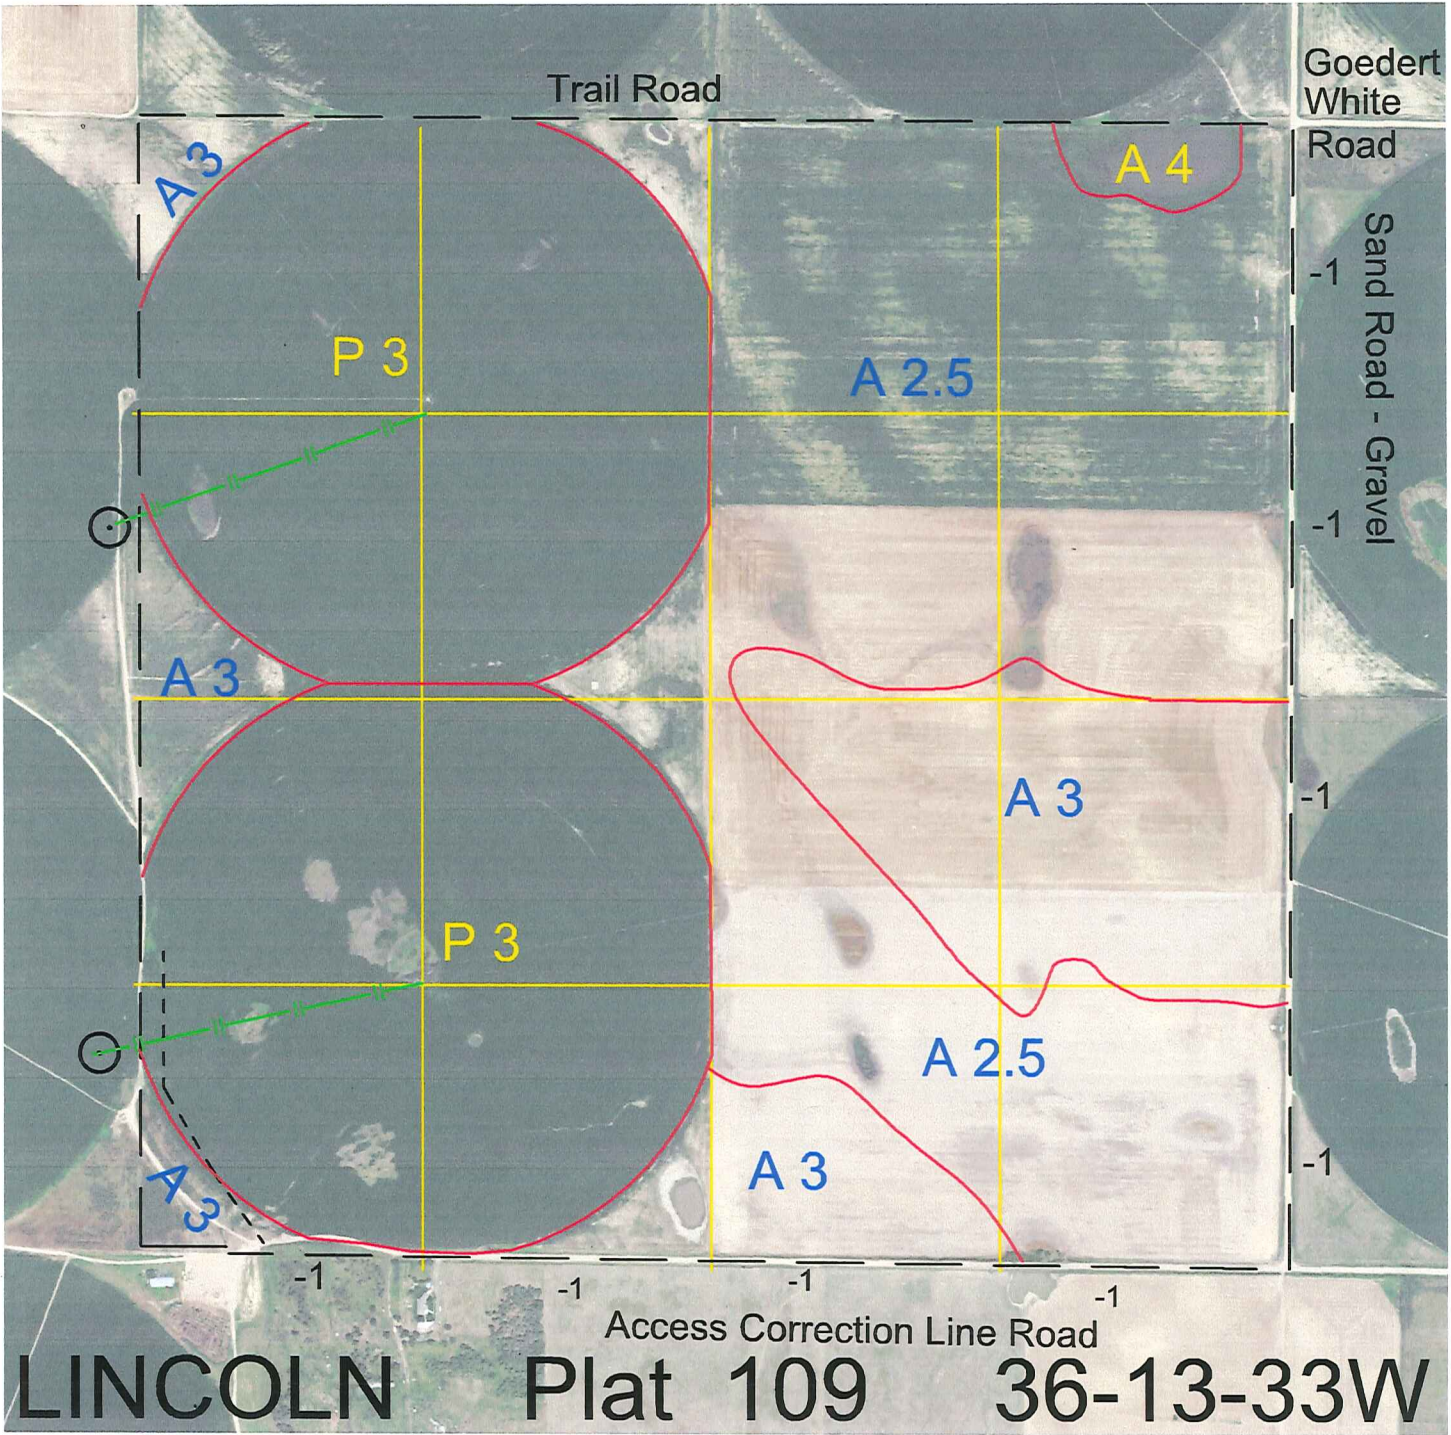 Trail Road
Goedert
White
Road
A 3
A 4
Sand Road - Gravel
-1
P 3
A 2.5
-1
A 3
A 3
-1
P 3
A 2.5
A 3
A 3
-1
-1
-1
-1
-1
Access Correction Line Road
LINCOLN Plat 109 36-13-33W